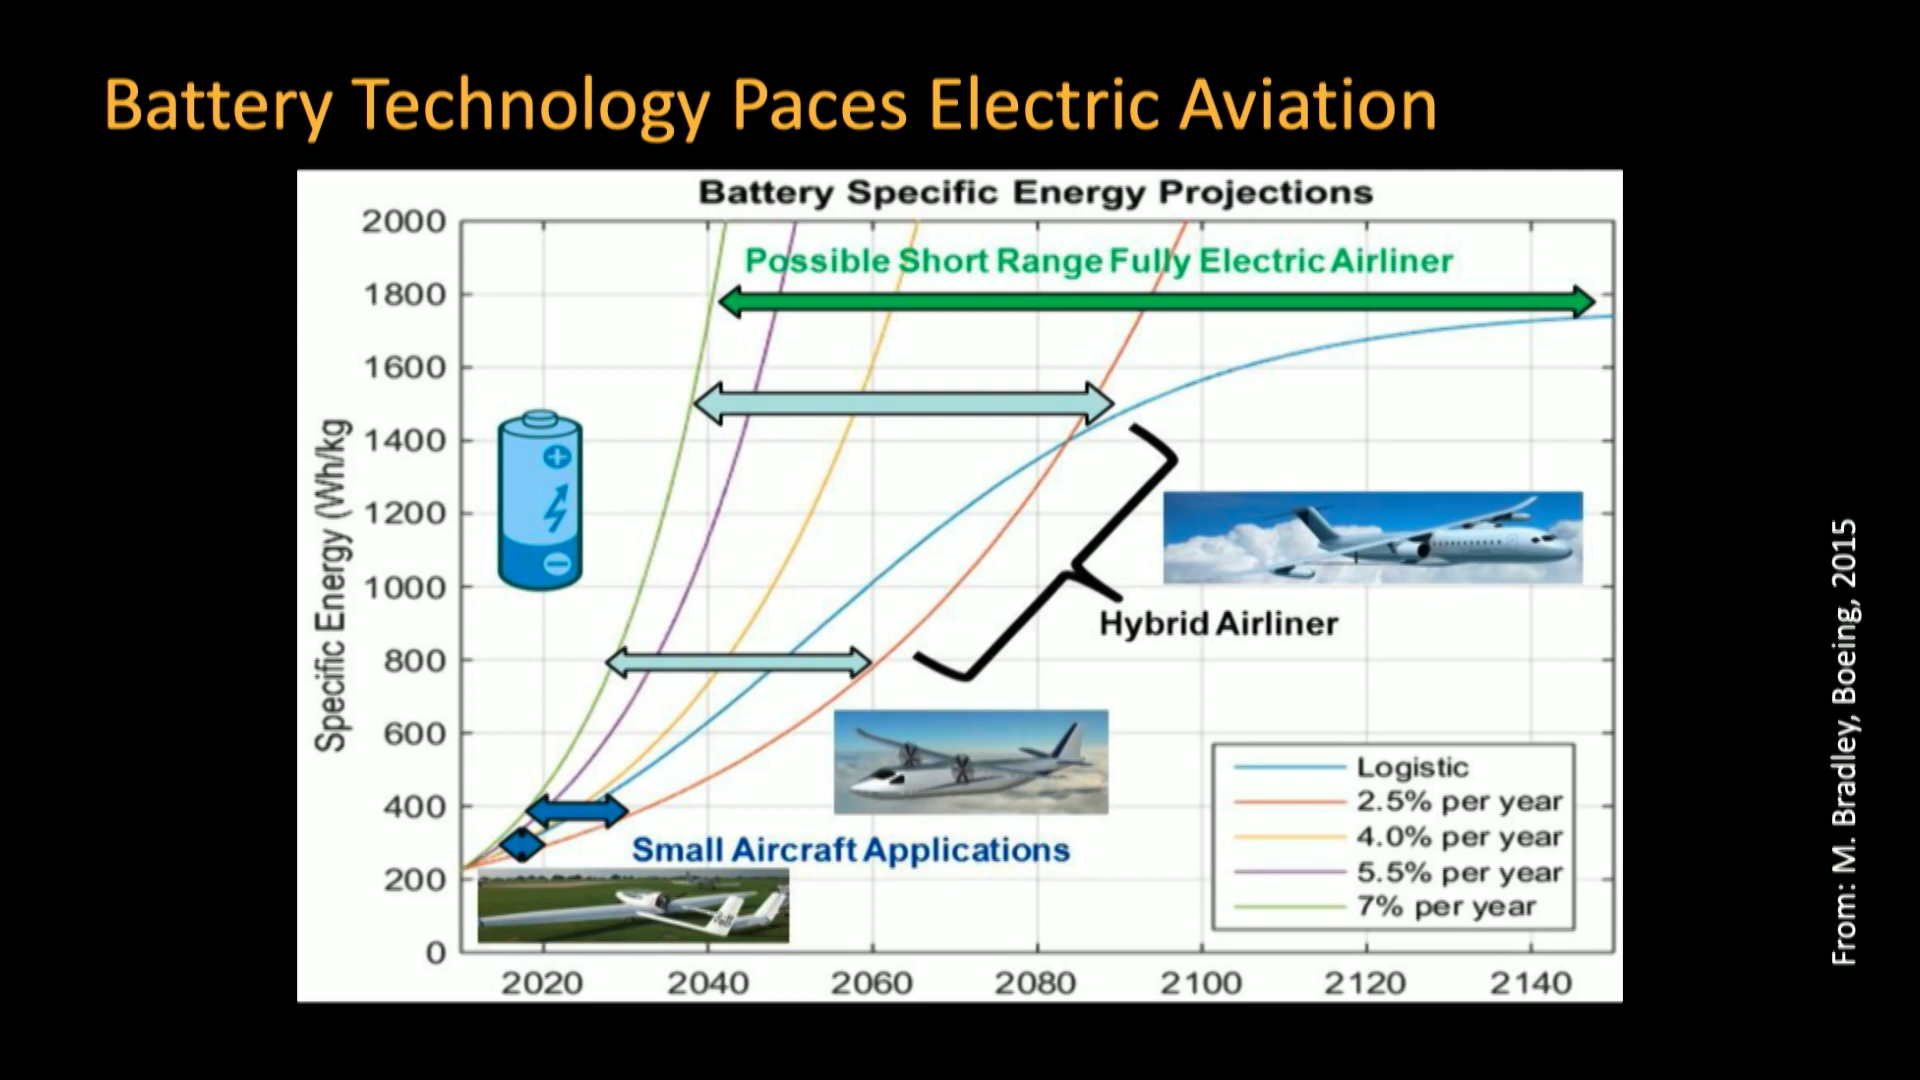 Battery Technology Paces Electric Aviation
Battery Specific Energy Projections
Specific Energy (Wh/kg)
2000
1800
1600
1400
1200
1000
800
600
400
200
0
Possible Short Range Fully Electric Airliner
Hybrid Airliner
Small Aircraft Applications
Logistic
2.5% per year
4.0% per year
5.5% per year
7% per year
2020 2040 2060 2080 2100 2120 2140
From: M. Bradley, Boeing, 2015